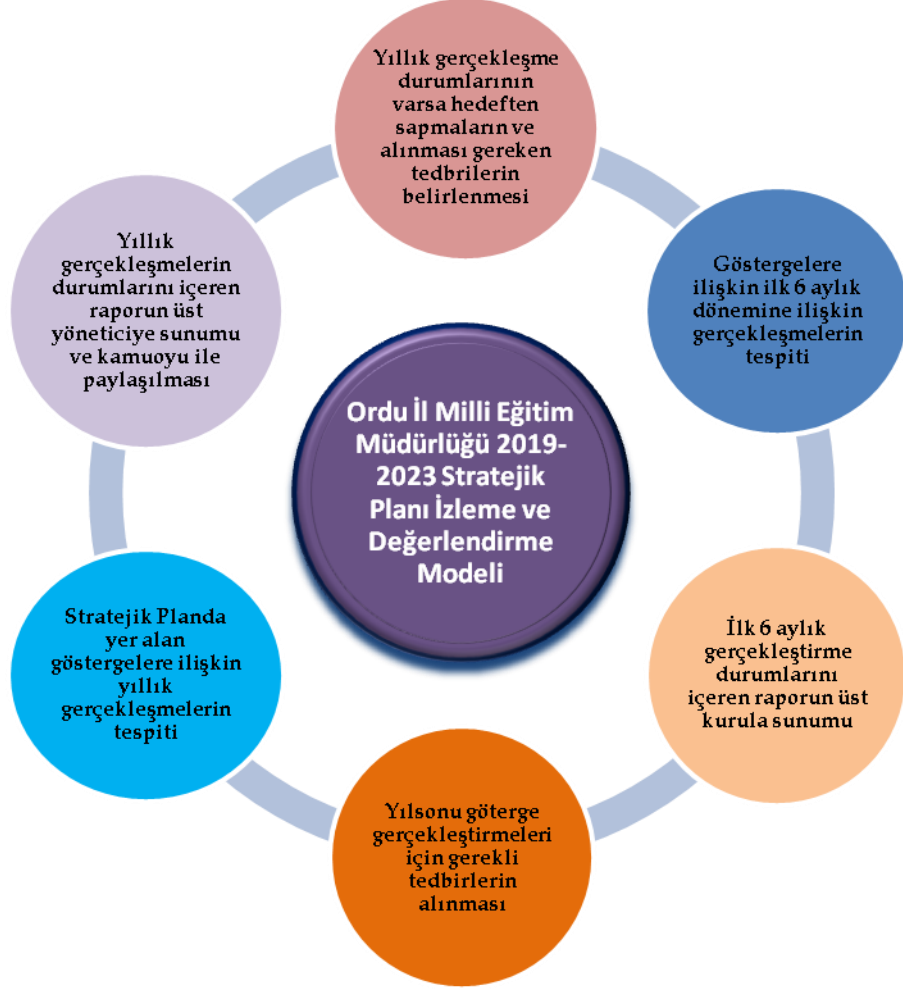 Yıllık gerçekleşme
durumlarının
varsa hedeften
sapmaların ve
alınması gereken
tedbrilerin
belirlenmesi
Göstergelere
ilişkin ilk 6 aylık
dönemine ilişkin
gerçekleşmelerin
tespiti
İlk 6 aylık
gerçekleştirme
durumlarını
içeren raporun üst
kurula sunumu
Yılsonu göterge
gerçekleştirmeleri
için gerekli
tedbirlerin
alınması
Stratejik Planda
yer alan
göstergelere ilişkin
yıllık
gerçekleşmelerin
tespiti
Yıllık
gerçekleşmelerin
durumlarını içeren
raporun üst
yöneticiye sunumu
ve kamuoyu ile
paylaşılması
Ordu İl Milli Eğitim
Müdürlüğü 2019-
2023 Stratejik
Planı İzleme ve
Değerlendirme
Modeli